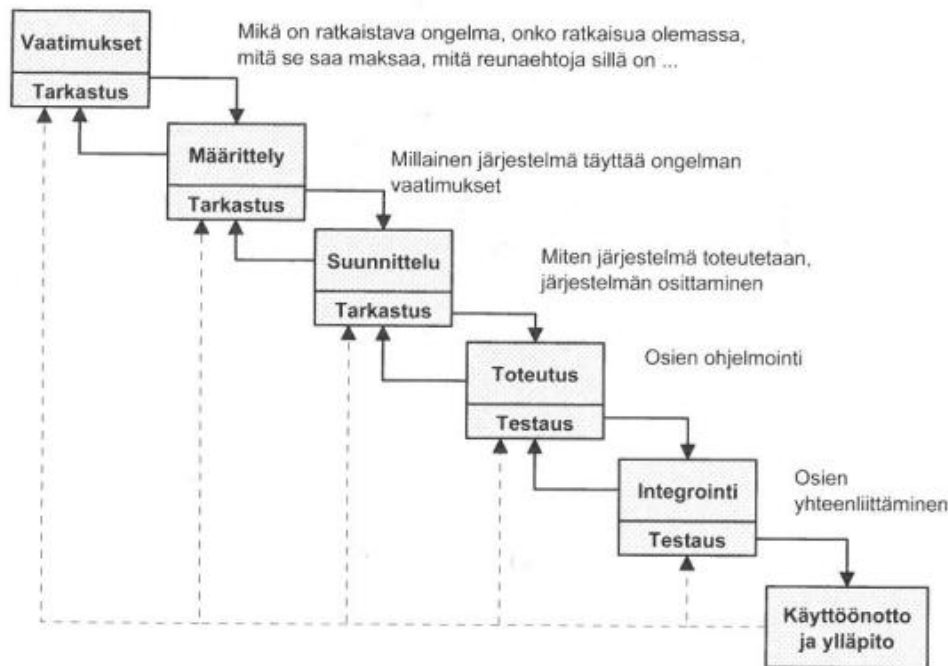 Vaatimukset
Tarkastus
Mikä on ratkaistava ongelma, onko ratkaisua olemassa,
mitä se saa maksaa, mitä reunaehtoja sillä on ...
Määrittely
Tarkastus
Millainen järjestelmä täyttää ongelman
vaatimukset
Suunnittelu
Tarkastus
Miten järjestelmä toteutetaan,
järjestelmän osittaminen
Toteutus
Testaus
Osien ohjelmointi
Integrointi
Testaus
Osien
yhteenliittäminen
Käyttöönotto
ja ylläpito